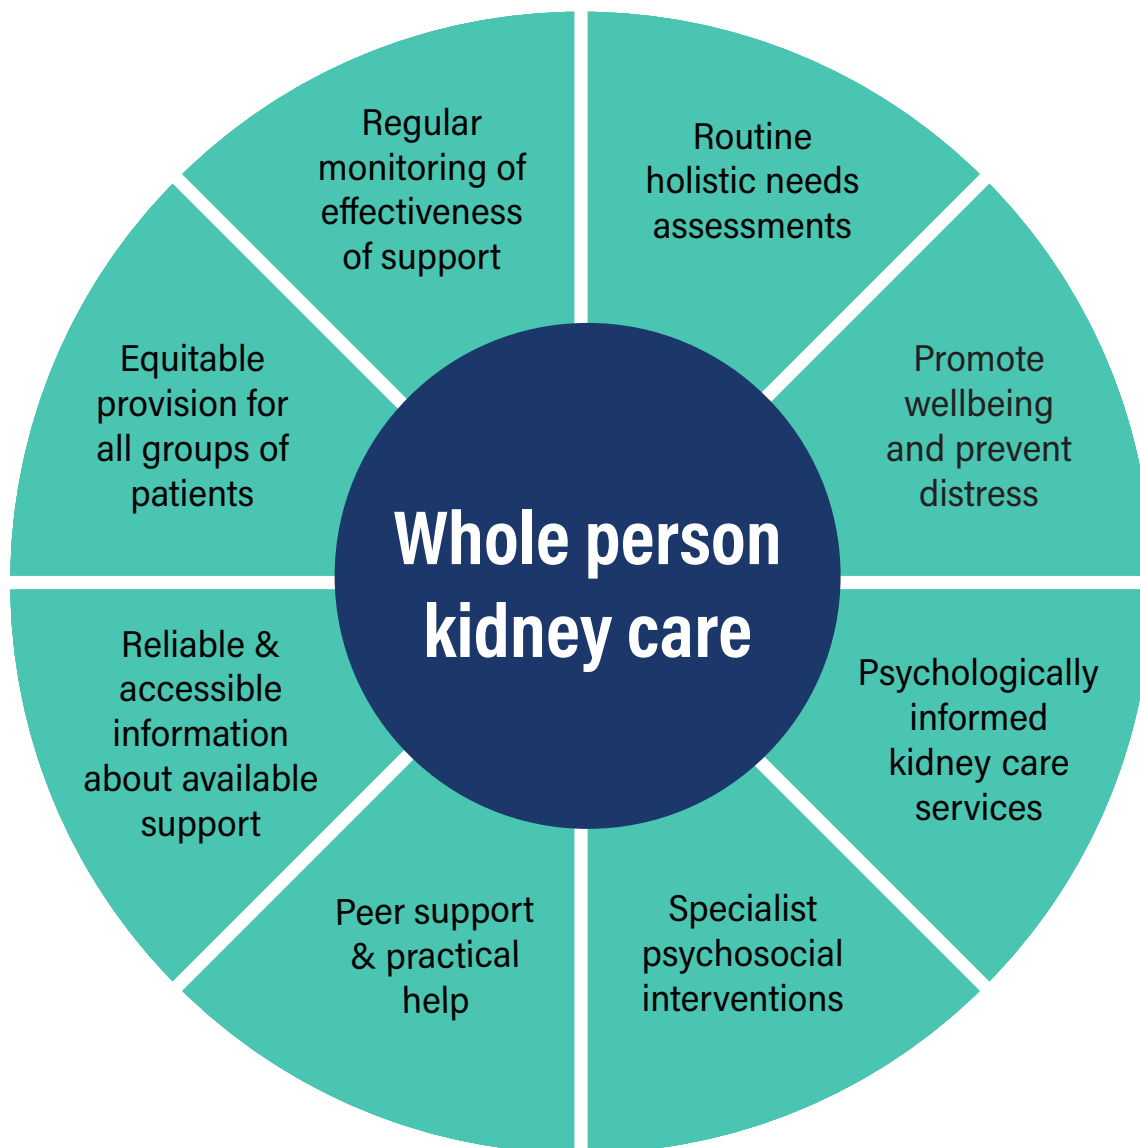 Regular
monitoring of
effectiveness
of support
Routine
holistic needs
assessments
Equitable
provision for
all groups of
patients
Promote
wellbeing
and prevent
distress
Whole person
kidney care
Reliable &
accessible
information
about available
support
Psychologically
informed
kidney care
services
Peer support
& practical
help
Specialist
psychosocial
interventions